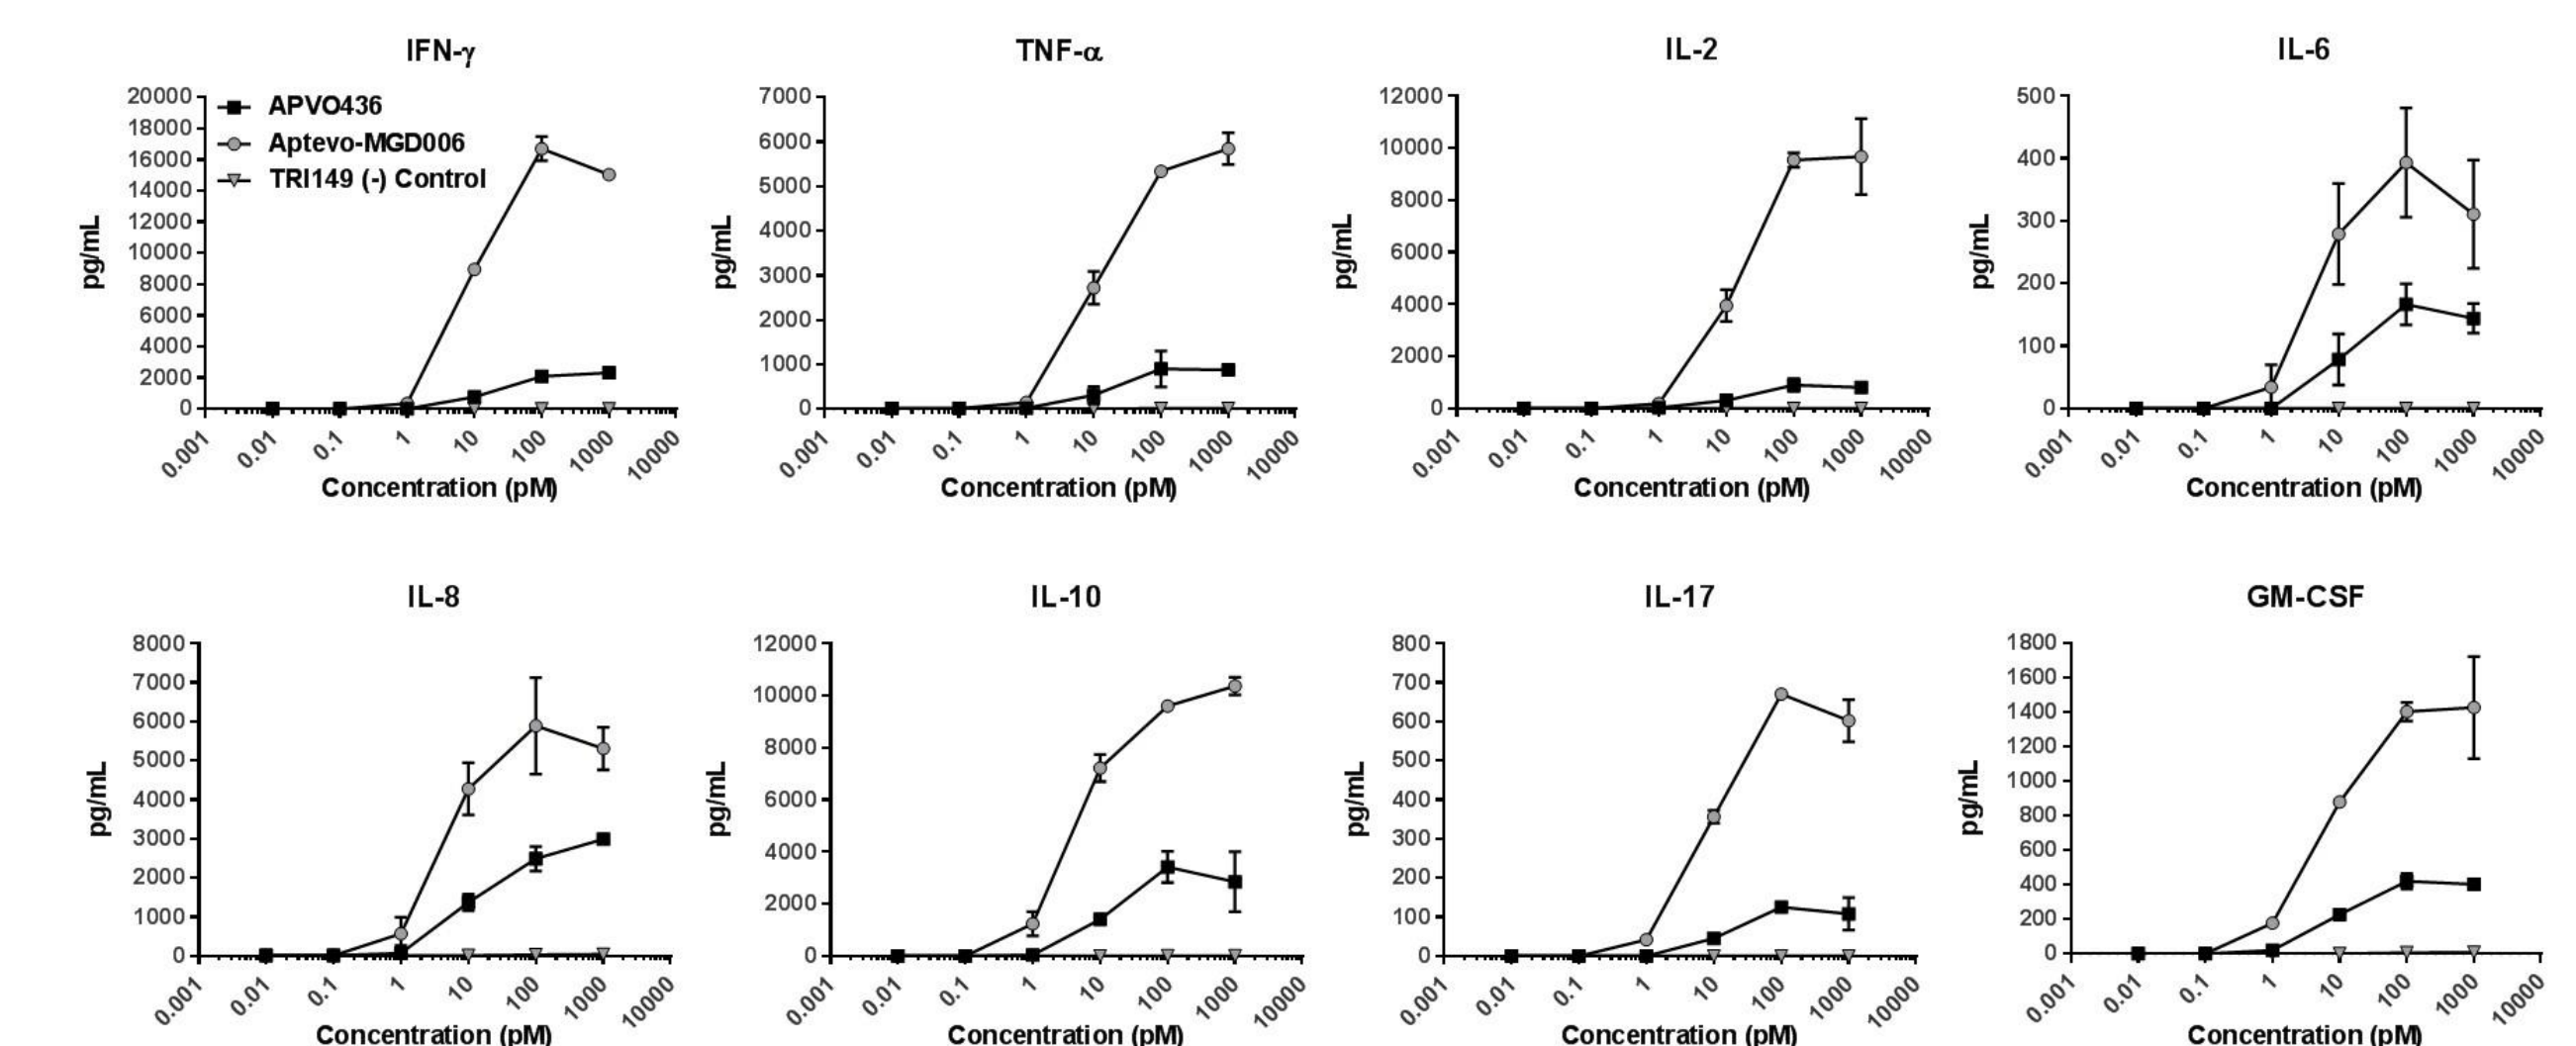 IFN-γ
20000
18000
16000
14000
12000
10000
8000
6000
4000
2000
0
pg/mL
APVO436
Aptevo-MGD006
TRI149 (-) Control
0.001 0.01 0.1 1 10 100 1000 10000
Concentration (pM)
TNF-α
7000
6000
5000
4000
3000
2000
1000
0
pg/mL
0.001 0.01 0.1 1 10 100 1000 10000
Concentration (pM)
IL-2
12000
10000
8000
6000
4000
2000
0
pg/mL
0.001 0.01 0.1 1 10 100 1000 10000
Concentration (pM)
IL-6
500
400
300
200
100
0
pg/mL
0.001 0.01 0.1 1 10 100 1000 10000
Concentration (pM)
IL-8
8000
7000
6000
5000
4000
3000
2000
1000
0
pg/mL
0.001 0.01 0.1 1 10 100 1000 10000
Concentration (pM)
IL-10
12000
10000
8000
6000
4000
2000
0
pg/mL
0.001 0.01 0.1 1 10 100 1000 10000
Concentration (pM)
IL-17
800
700
600
500
400
300
200
100
0
pg/mL
0.001 0.01 0.1 1 10 100 1000 10000
Concentration (pM)
GM-CSF
1800
1600
1400
1200
1000
800
600
400
200
0
pg/mL
0.001 0.01 0.1 1 10 100 1000 10000
Concentration (pM)